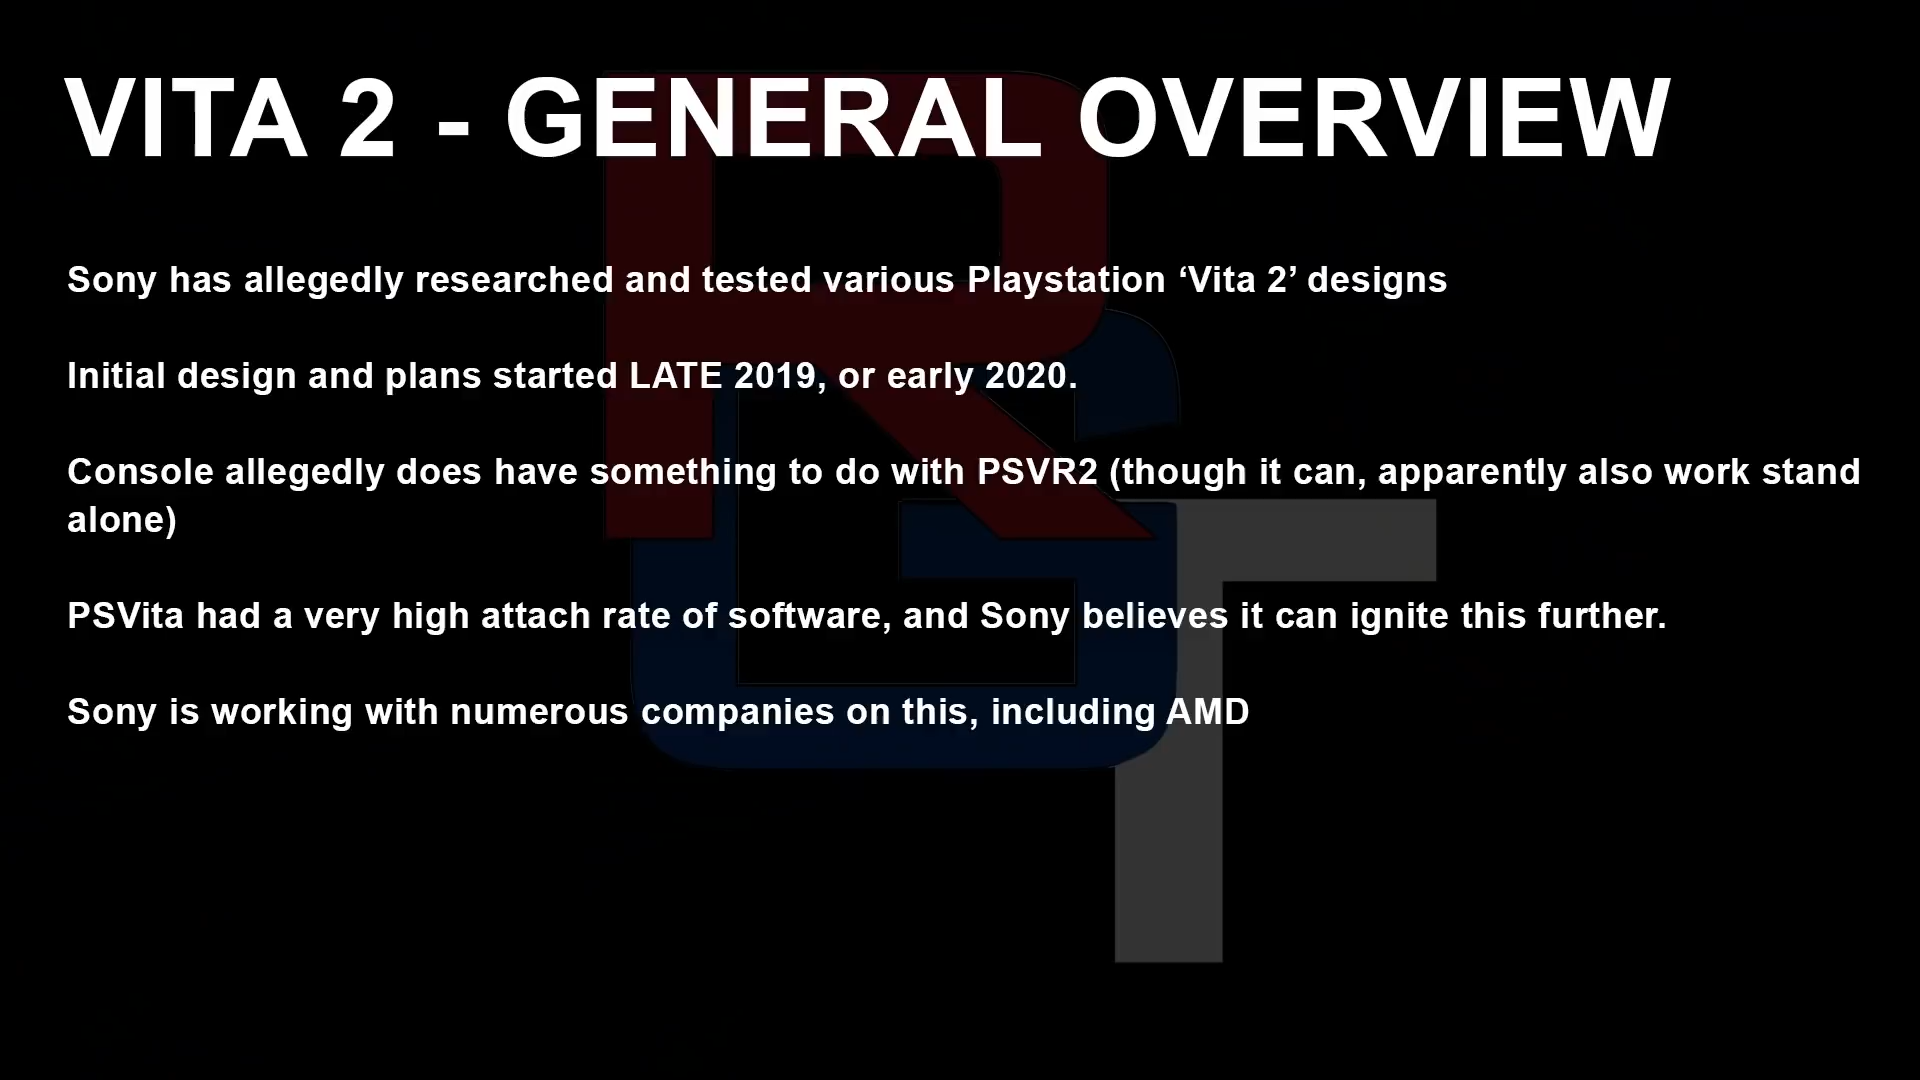 VITA 2 - GENERAL OVERVIEW
Sony has allegedly researched and tested various Playstation ‘Vita 2’ designs
Initial design and plans started LATE 2019, or early 2020.
Console allegedly does have something to do with PSVR2 (though it can, apparently also work stand
alone)
PSVita had a very high attach rate of software, and Sony believes it can ignite this further.
Sony is working with numerous companies on this, including AMD
RGT